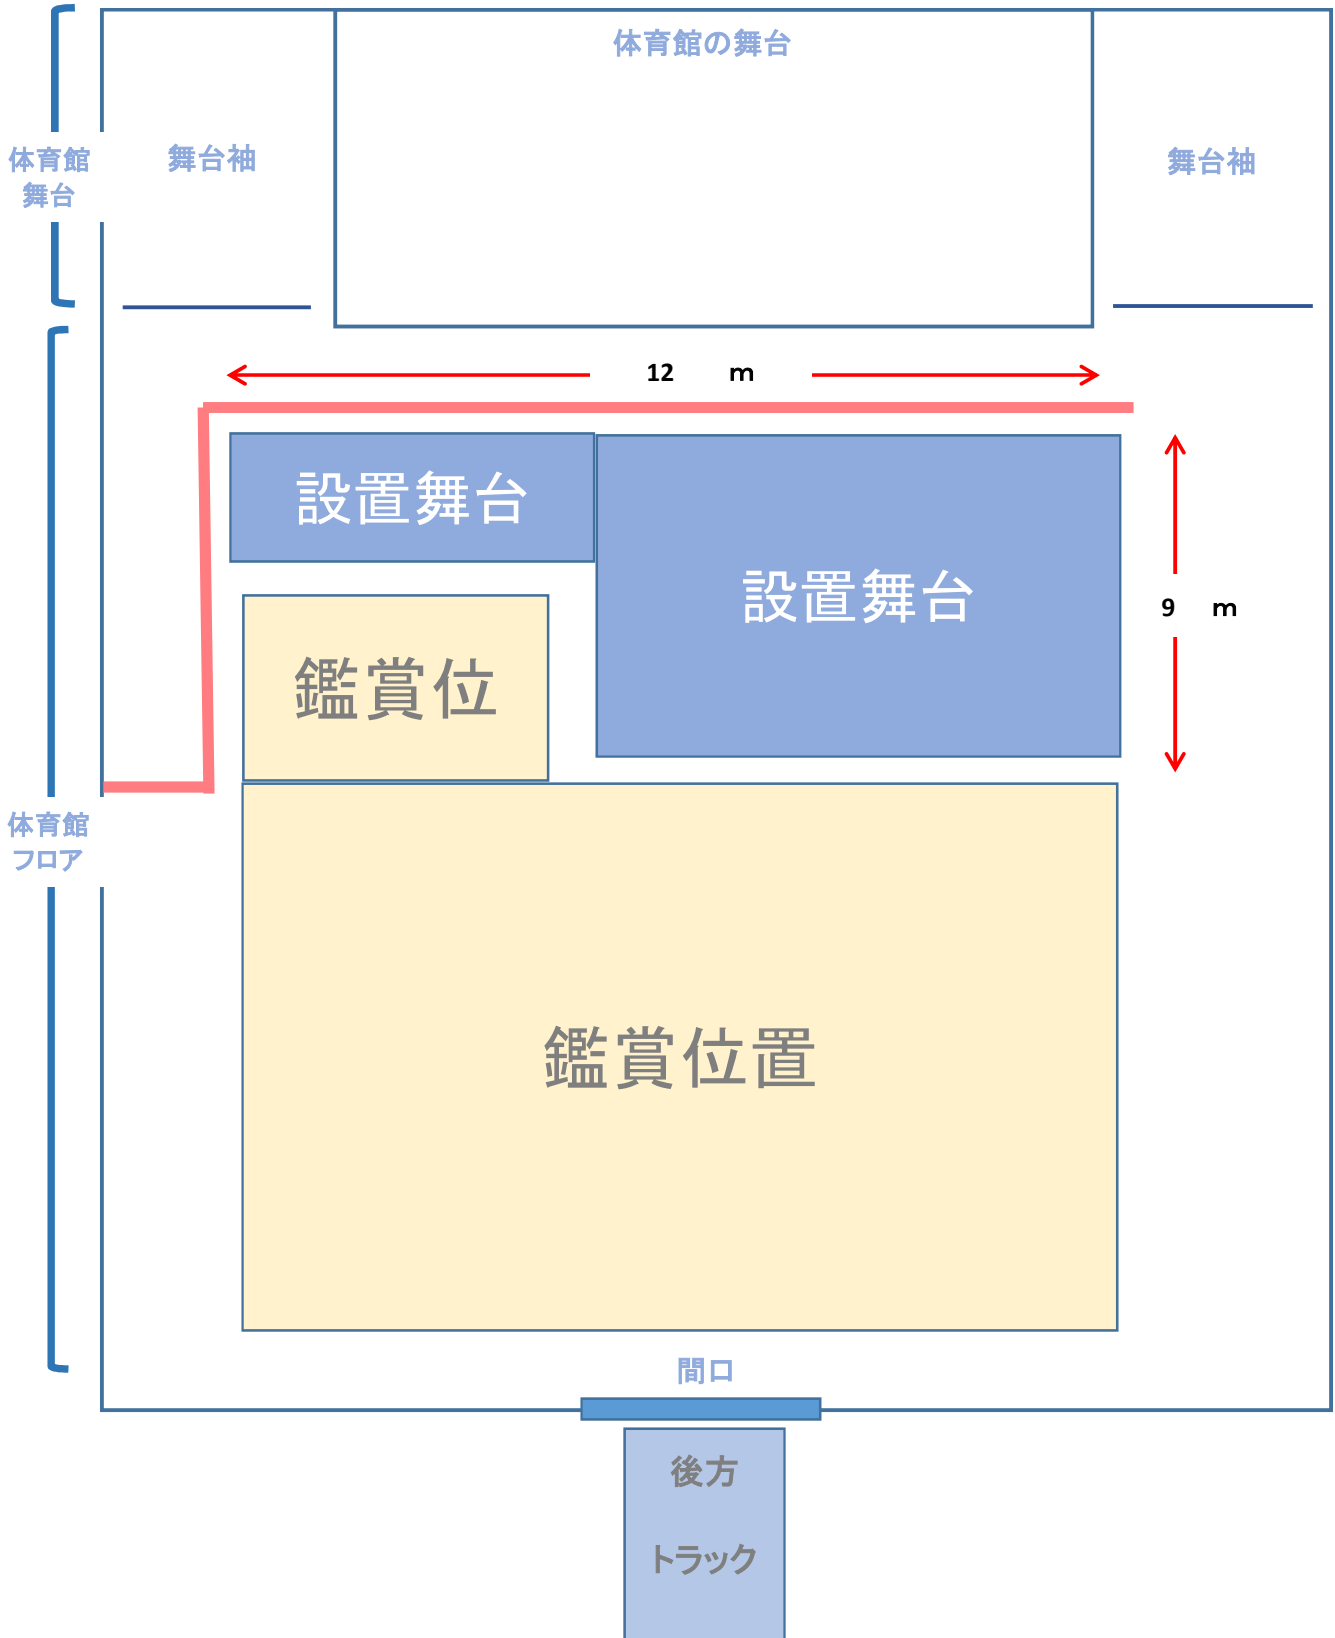 体育館の舞台
体育館
舞台
舞台袖
舞台袖
12 m
設置舞台
設置舞台
9 m
鑑賞位
体育館
フロア
鑑賞位置
間口
後方
トラック